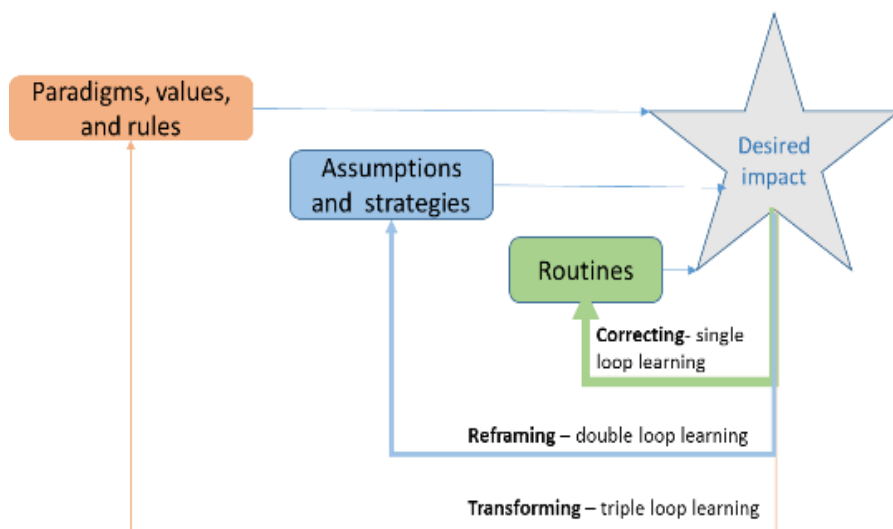 Paradigms, values,
and rules
Desired
impact
Assumptions
and strategies
Routines
Correcting- single
loop learning
Reframing – double loop learning
Transforming – triple loop learning